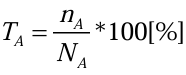 T_A = n_A / N_A * 100[%]